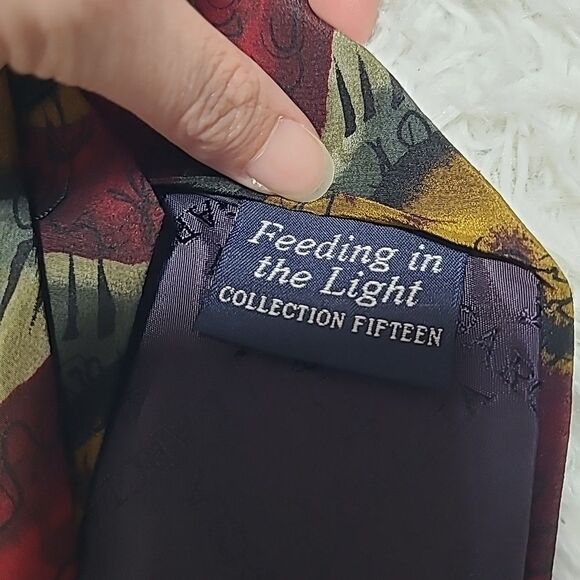 Feeding in
the Light
COLLECTION FIFTEEN